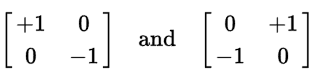 [ +1 0 ] and [ 0 +1 ]
[ 0 −1 ] [ −1 0 ]